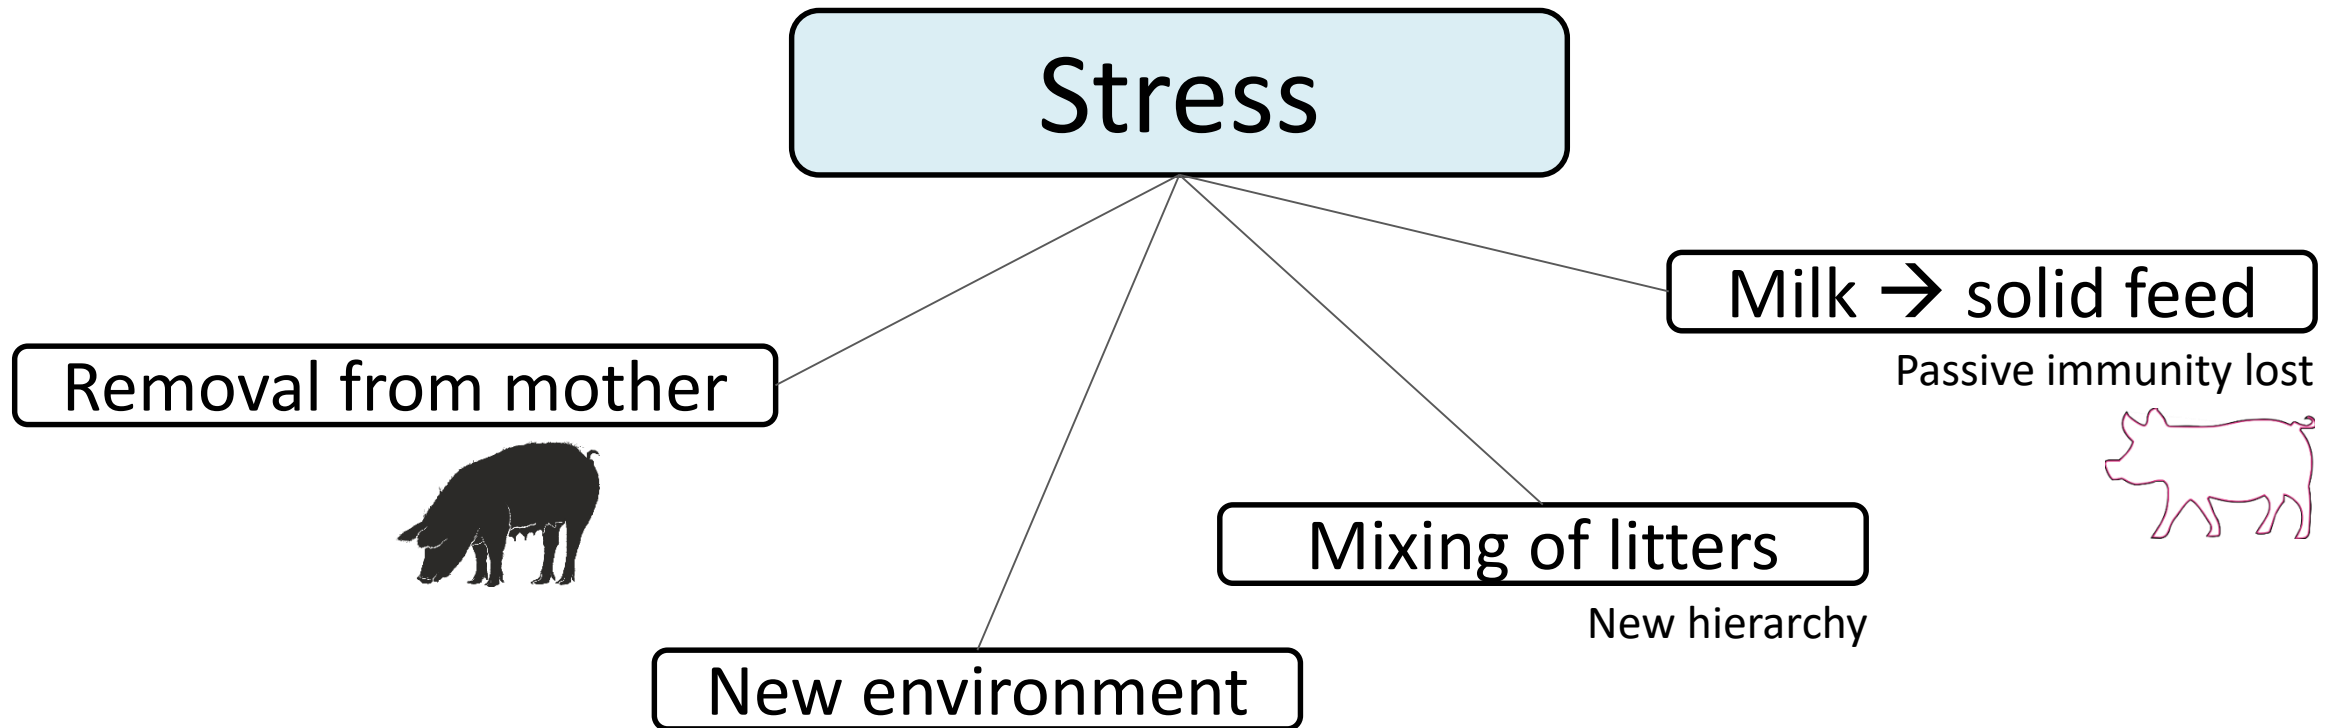 Stress
Milk → solid feed
Passive immunity lost
Removal from mother
Mixing of litters
New hierarchy
New environment